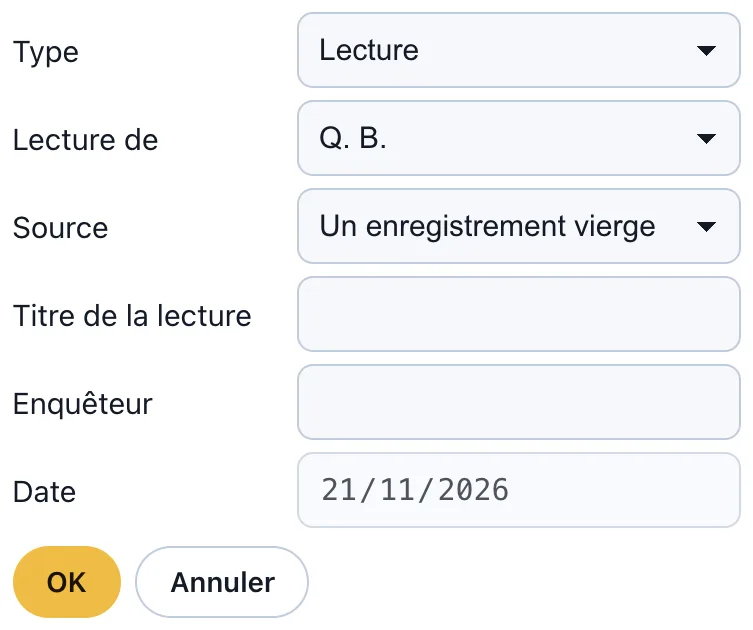 Type Lecture
Lecture de Q. B.
Source Un enregistrement vierge
Titre de la lecture
Enquêteur
Date 21/11/2026
OK Annuler